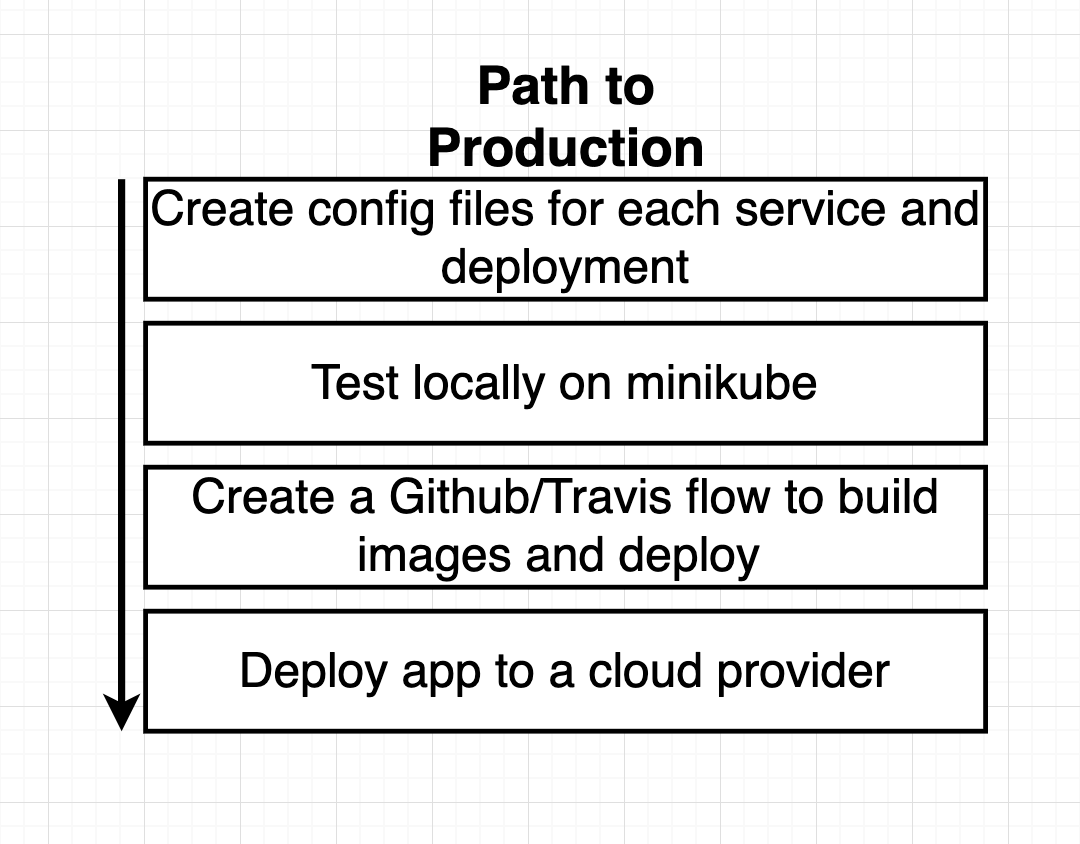 Path to
Production
Create config files for each service and
deployment
Test locally on minikube
Create a Github/Travis flow to build
images and deploy
Deploy app to a cloud provider